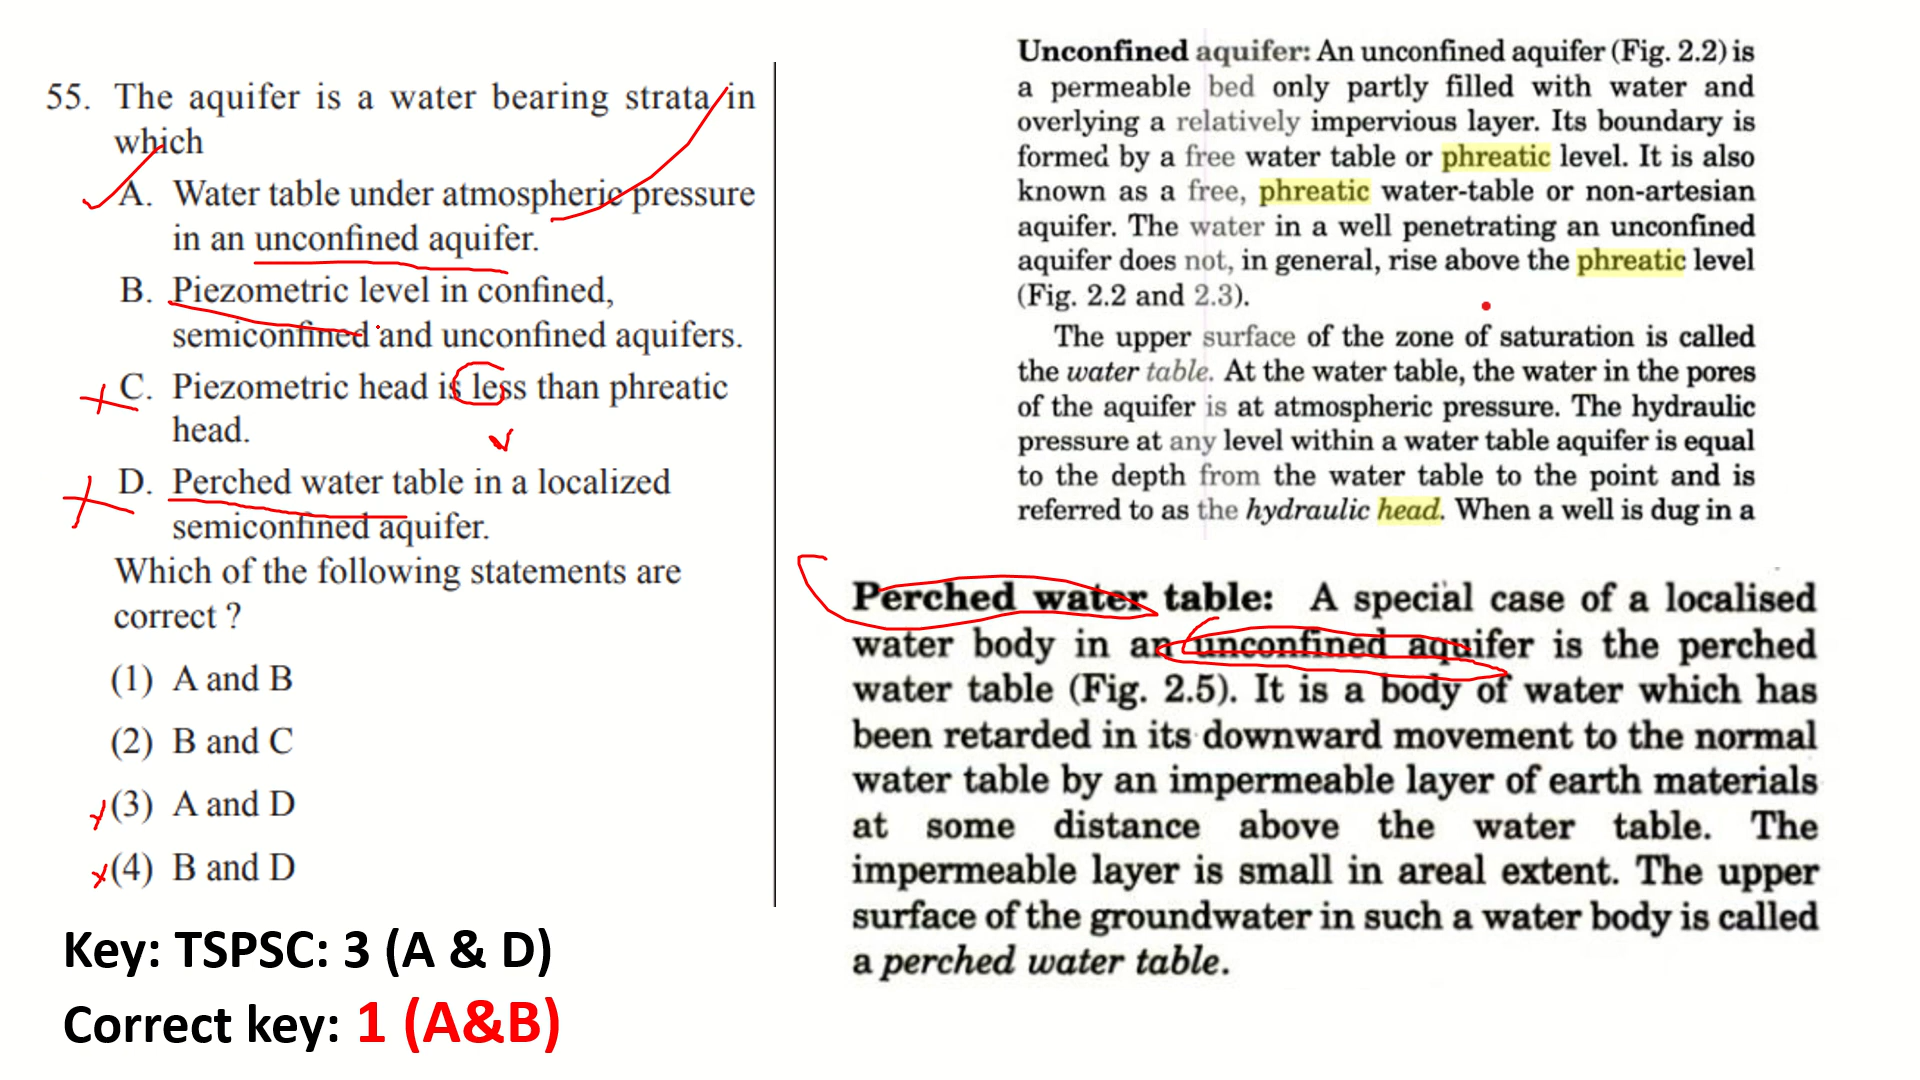 55. The aquifer is a water bearing strata in
which
A. Water table under atmospheric pressure
in an unconfined aquifer.
B. Piezometric level in confined,
semiconfined and unconfined aquifers.
C. Piezometric head is less than phreatic
head.
D. Perched water table in a localized
semiconfined aquifer.
Which of the following statements are
correct ?
(1) A and B
(2) B and C
(3) A and D
(4) B and D
Key: TSPSC: 3 (A & D)
Correct key: 1 (A&B)
Unconfined aquifer: An unconfined aquifer (Fig. 2.2) is
a permeable bed only partly filled with water and
overlying a relatively impervious layer. Its boundary is
formed by a free water table or phreatic level. It is also
known as a free, phreatic water-table or non-artesian
aquifer. The water in a well penetrating an unconfined
aquifer does not, in general, rise above the phreatic level
(Fig. 2.2 and 2.3).
The upper surface of the zone of saturation is called
the water table. At the water table, the water in the pores
of the aquifer is at atmospheric pressure. The hydraulic
pressure at any level within a water table aquifer is equal
to the depth from the water table to the point and is
referred to as the hydraulic head. When a well is dug in a
Perched water table: A special case of a localised
water body in an unconfined aquifer is the perched
water table (Fig. 2.5). It is a body of water which has
been retarded in its downward movement to the normal
water table by an impermeable layer of earth materials
at some distance above the water table. The
impermeable layer is small in areal extent. The upper
surface of the groundwater in such a water body is called
a perched water table.